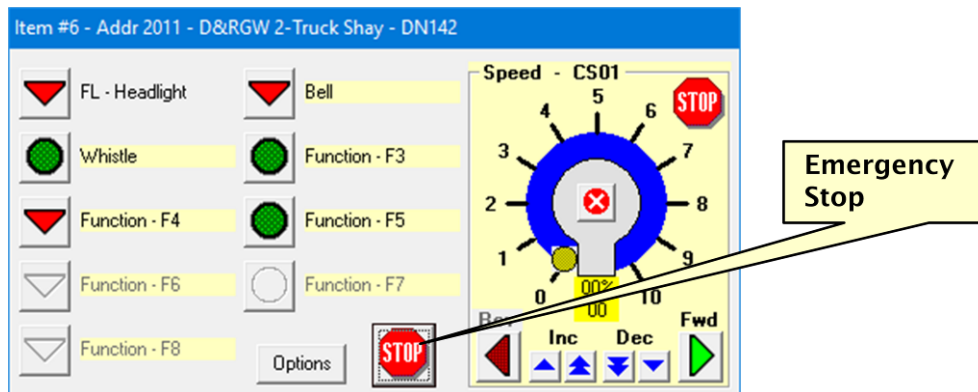 Item #6 - Addr 2011 - D&RGW 2-Truck Shay - DN142
FL - Headlight
Bell
Whistle
Function - F3
Function - F4
Function - F5
Function - F6
Function - F7
Function - F8
Options
STOP
Speed - CS01
STOP
5
4
6
3
7
2
8
1
9
0
10
00%
00
Rev
Fwd
Inc
Dec
Emergency
Stop